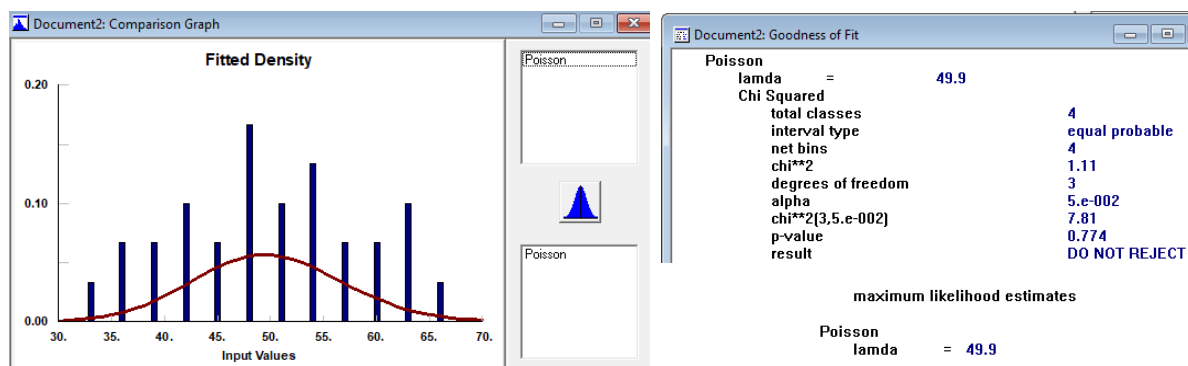 Document2: Comparison Graph
Fitted Density
0.20
0.10
0.00
30. 35. 40. 45. 50. 55. 60. 65. 70.
Input Values
Poisson
Poisson
Document2: Goodness of Fit
Poisson
lamda = 49.9
Chi Squared
total classes 4
interval type equal probable
net bins 4
chi**2 1.11
degrees of freedom 3
alpha 5.e-002
chi**2(3,5.e-002) 7.81
p-value 0.774
result DO NOT REJECT
maximum likelihood estimates
Poisson
lamda = 49.9